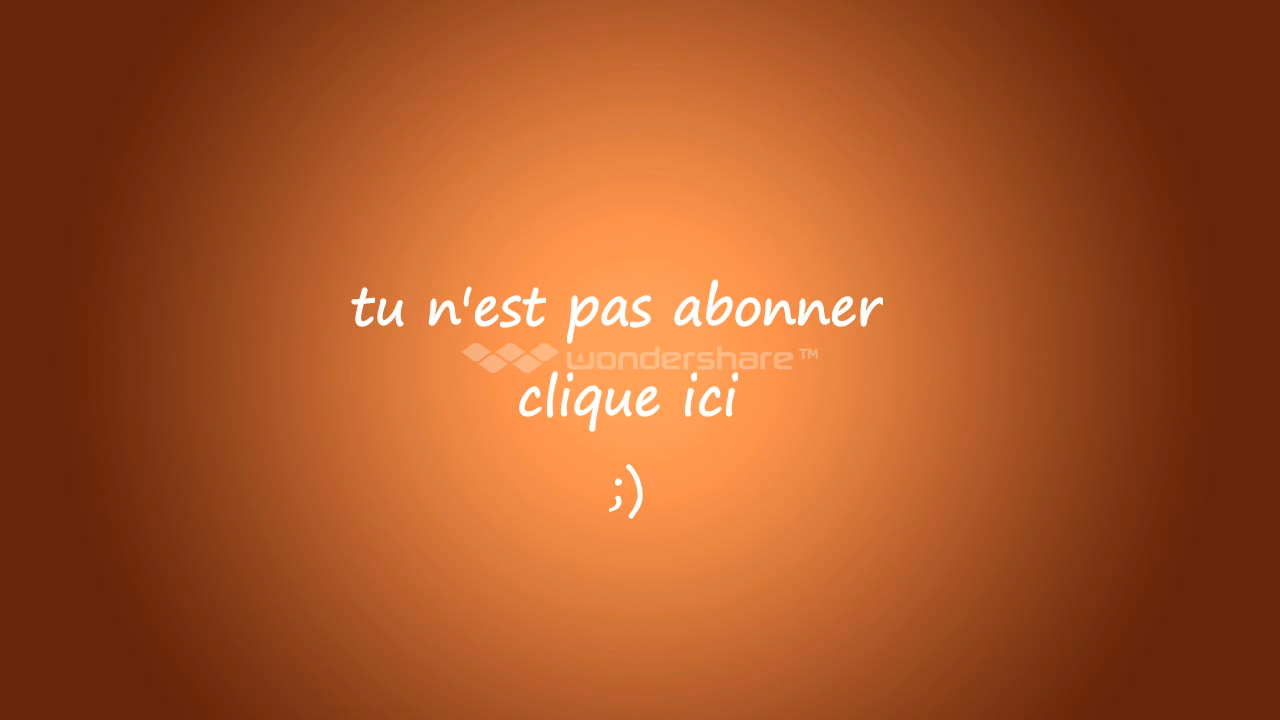 tu n'est pas abonner
wondershare™
clique ici
;)